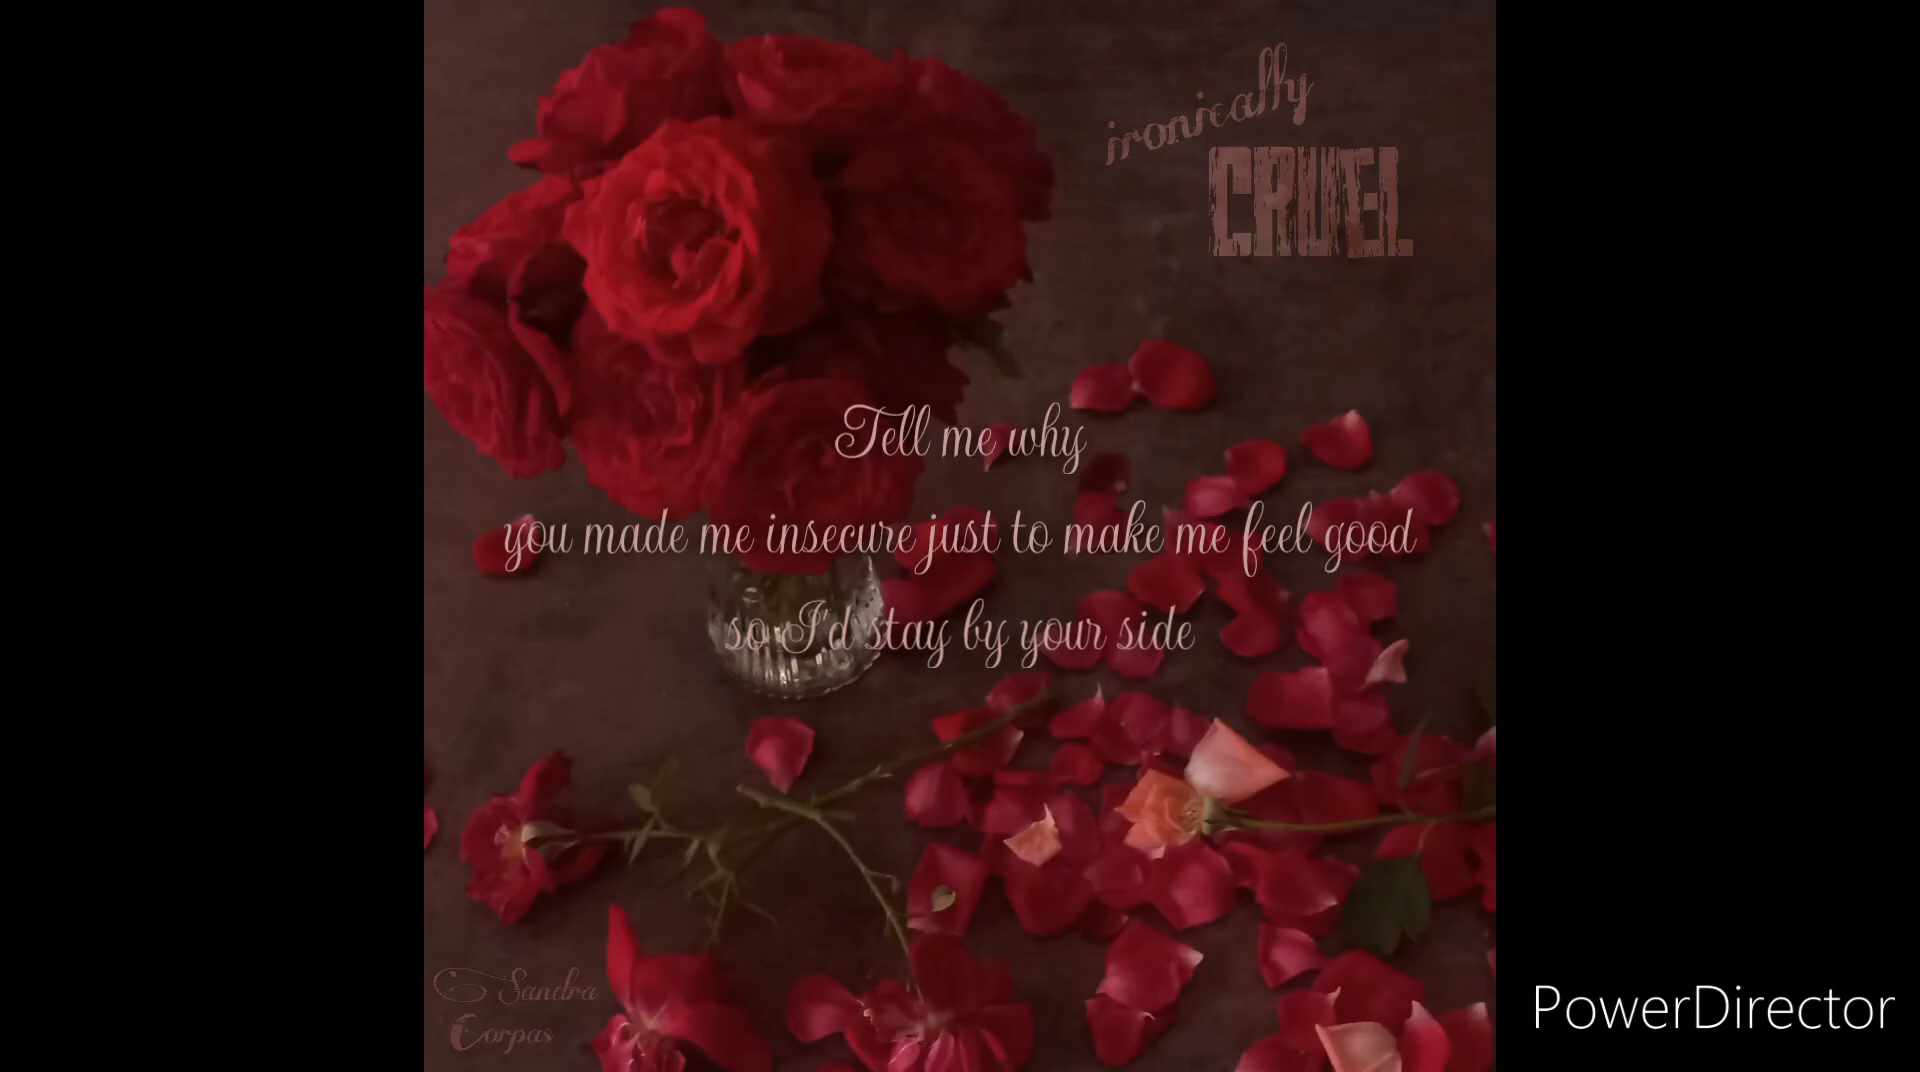 ironically
CRUEL
Tell me why
you made me insecure just to make me feel good
so I'd stay by your side
Sandra
Corpas
PowerDirector